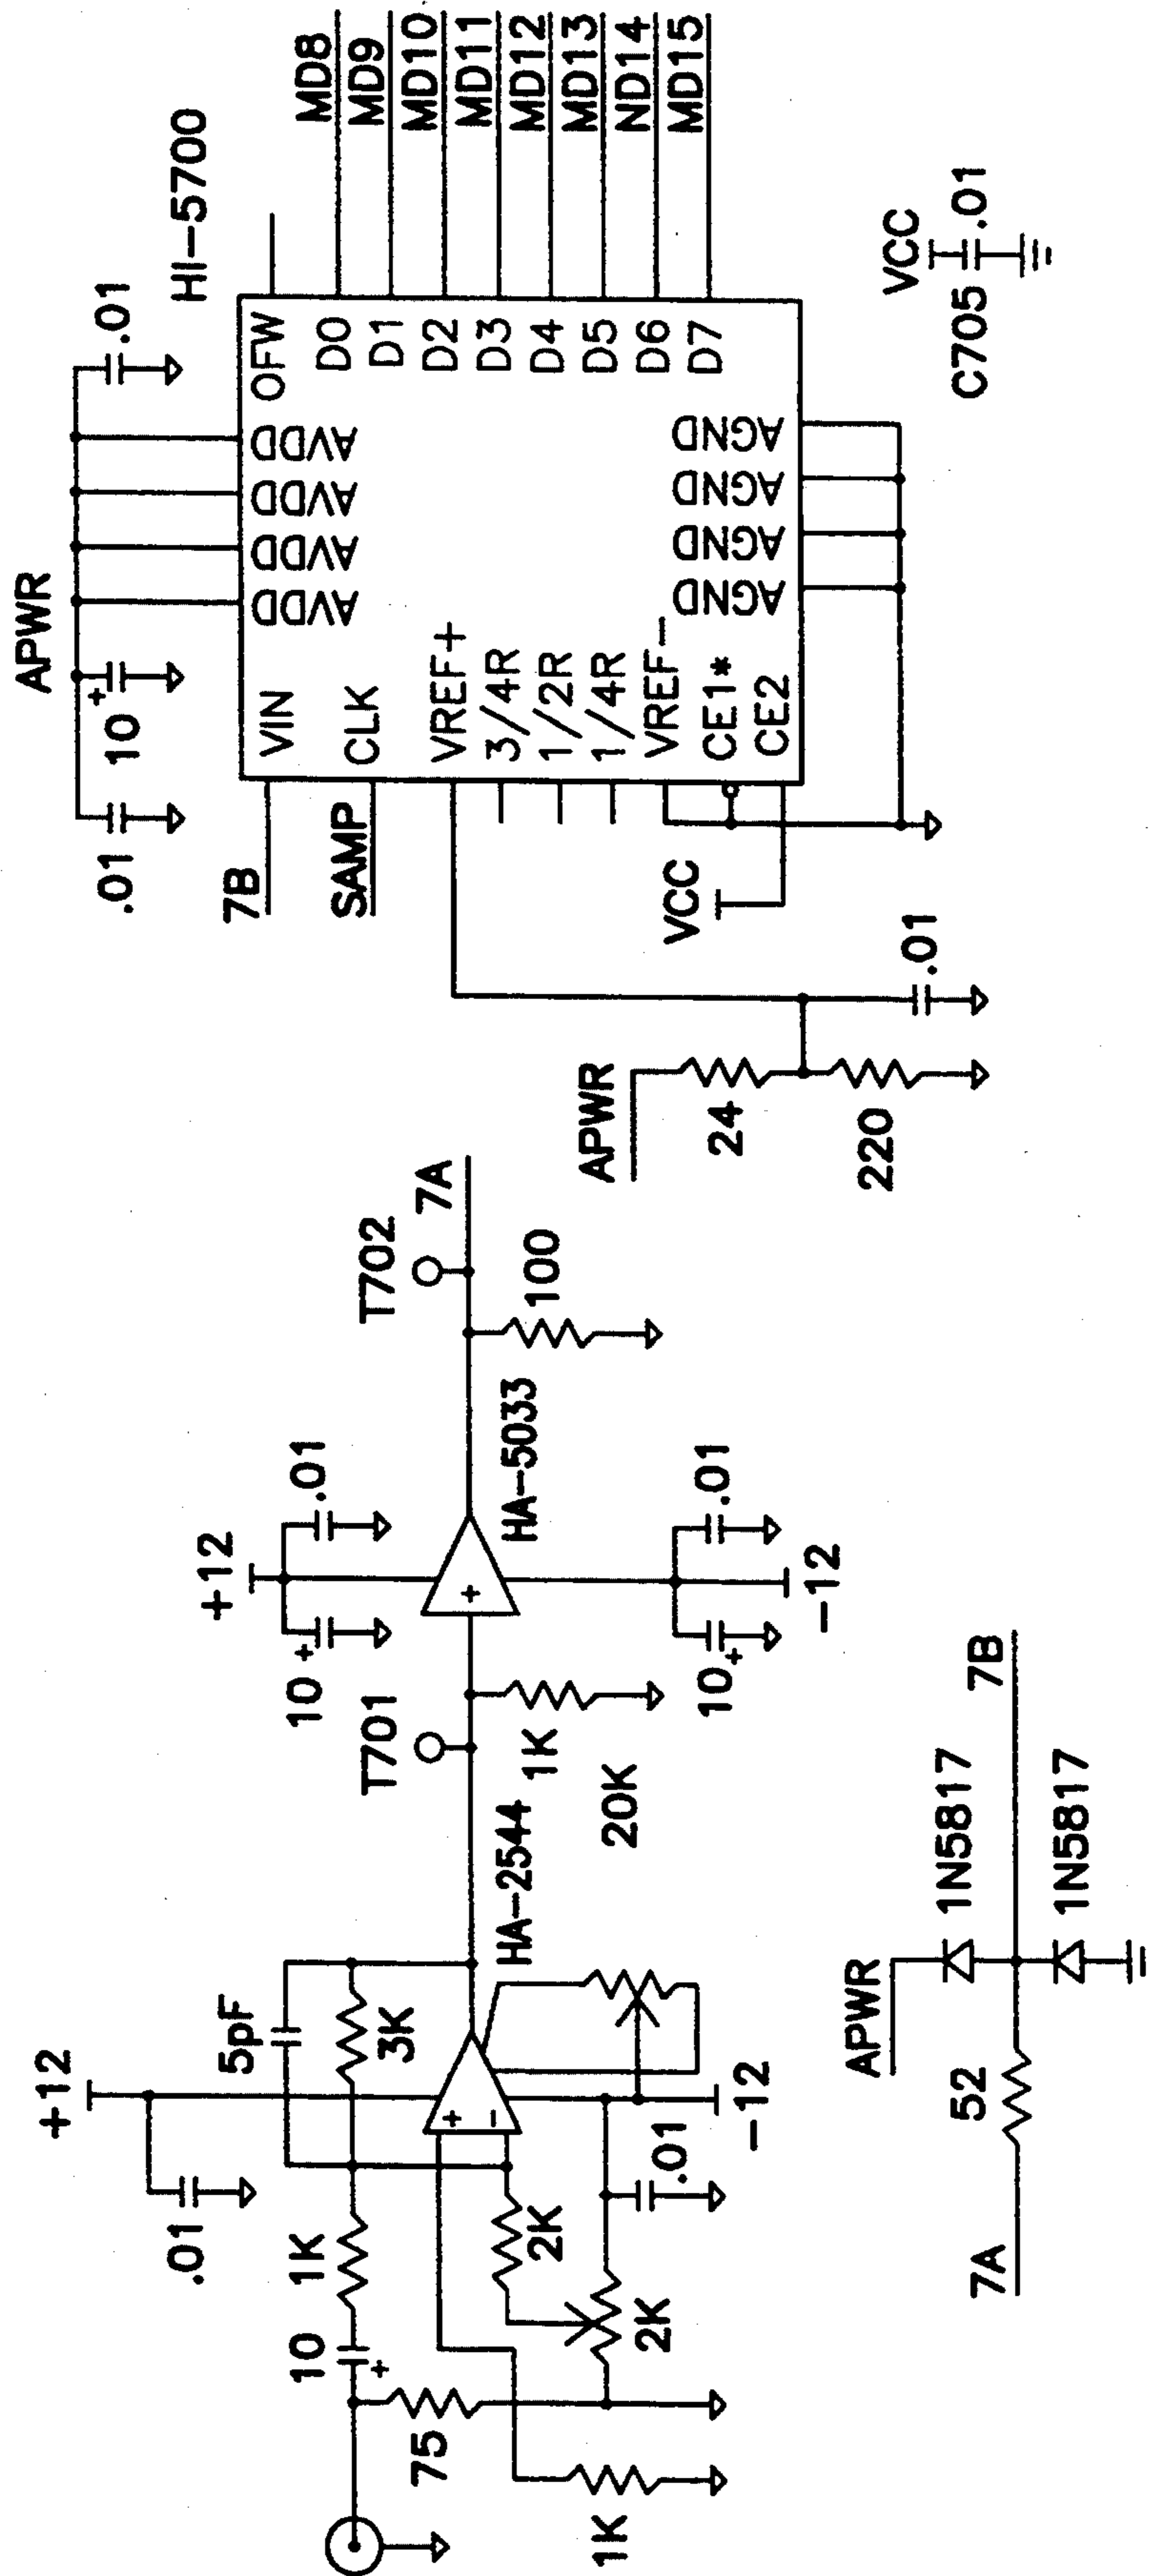 +12
.01
5pF
10
1K
3K
+
+
-
75
2K
2K
1K
.01
-12
HA-2544
20K
T701
1K
+12
10
+
.01
+
HA-5033
10
+
.01
-12
T702
7A
100
7A
52
APWR
1N5817
1N5817
7B
APWR
.01
10
+
.01
HI-5700
7B
SAMP
VIN
CLK
VREF+
3/4R
1/2R
1/4R
VREF-
CE1*
CE2
AVDD
AVDD
AVDD
AVDD
AGND
AGND
AGND
AGND
OFW
D0
D1
D2
D3
D4
D5
D6
D7
MD8
MD9
MD10
MD11
MD12
MD13
ND14
MD15
APWR
24
220
.01
VCC
VCC
C705
.01